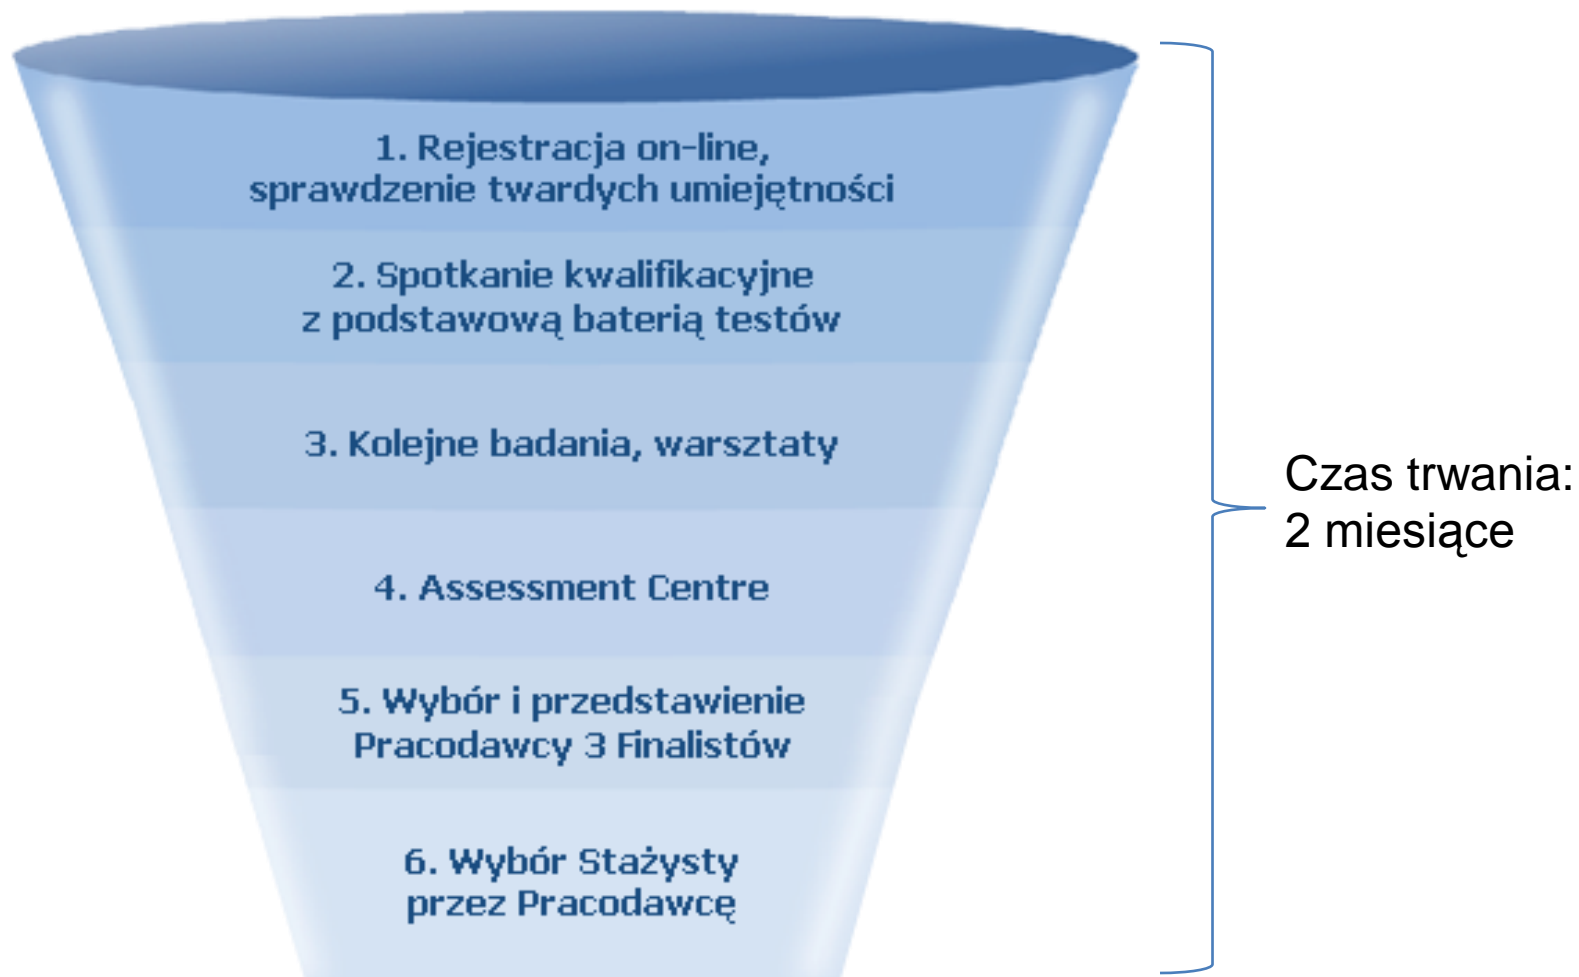 1. Rejestracja on-line,
sprawdzenie twardych umiejętności
2. Spotkanie kwalifikacyjne
z podstawową baterią testów
3. Kolejne badania, warsztaty
4. Assessment Centre
5. Wybór i przedstawienie
Pracodawcy 3 Finalistów
6. Wybór Stażysty
przez Pracodawcę
Czas trwania:
2 miesiące